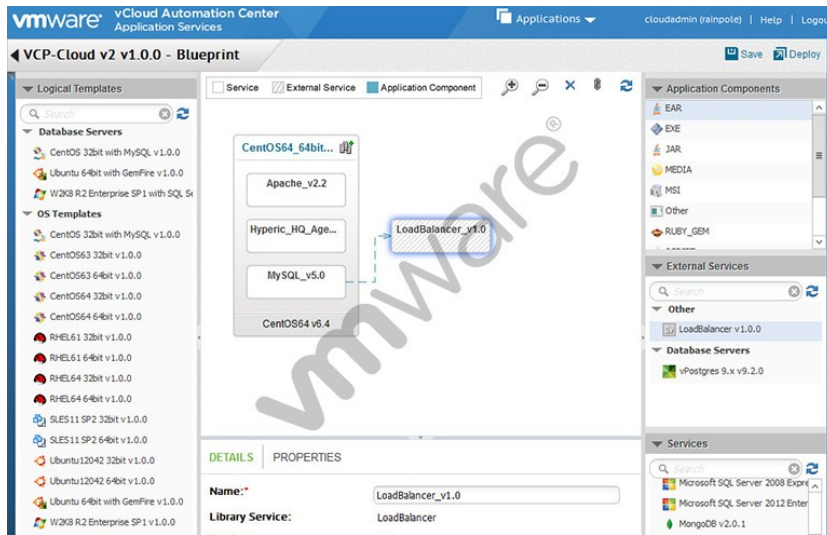 vmware vCloud Automation Center
Application Services
Applications
cloudadmin (rainpole) | Help | Logou
VCP-Cloud v2 v1.0.0 - Blueprint
Save
Deploy
Logical Templates
Search
Database Servers
CentOS 32bit with MySQL v1.0.0
Ubuntu 64bit with GemFire v1.0.0
W2K8 R2 Enterprise SP1 with SQL Se
OS Templates
CentOS 32bit with MySQL v1.0.0
CentOS63 32bit v1.0.0
CentOS63 64bit v1.0.0
CentOS64 32bit v1.0.0
CentOS64 64bit v1.0.0
RHEL61 32bit v1.0.0
RHEL61 64bit v1.0.0
RHEL64 32bit v1.0.0
RHEL64 64bit v1.0.0
SLES11 SP2 32bit v1.0.0
SLES11 SP2 64bit v1.0.0
Ubuntu12042 32bit v1.0.0
Ubuntu12042 64bit v1.0.0
Ubuntu 64bit with GemFire v1.0.0
W2K8 R2 Enterprise SP1 v1.0.0
Service
External Service
Application Component
CentOS64_64bit...
Apache_v2.2
Hyperic_HQ_Age...
MySQL_v5.0
CentOS64 v6.4
LoadBalancer_v1.0
vmware®
DETAILS
PROPERTIES
Name:* LoadBalancer_v1.0
Library Service: LoadBalancer
Application Components
EAR
EXE
JAR
MEDIA
MSI
Other
RUBY_GEM
External Services
Search
Other
LoadBalancer v1.0.0
Database Servers
vPostgres 9.x v9.2.0
Services
Search
Microsoft SQL Server 2008 Expre
Microsoft SQL Server 2012 Enter
MongoDB v2.0.1